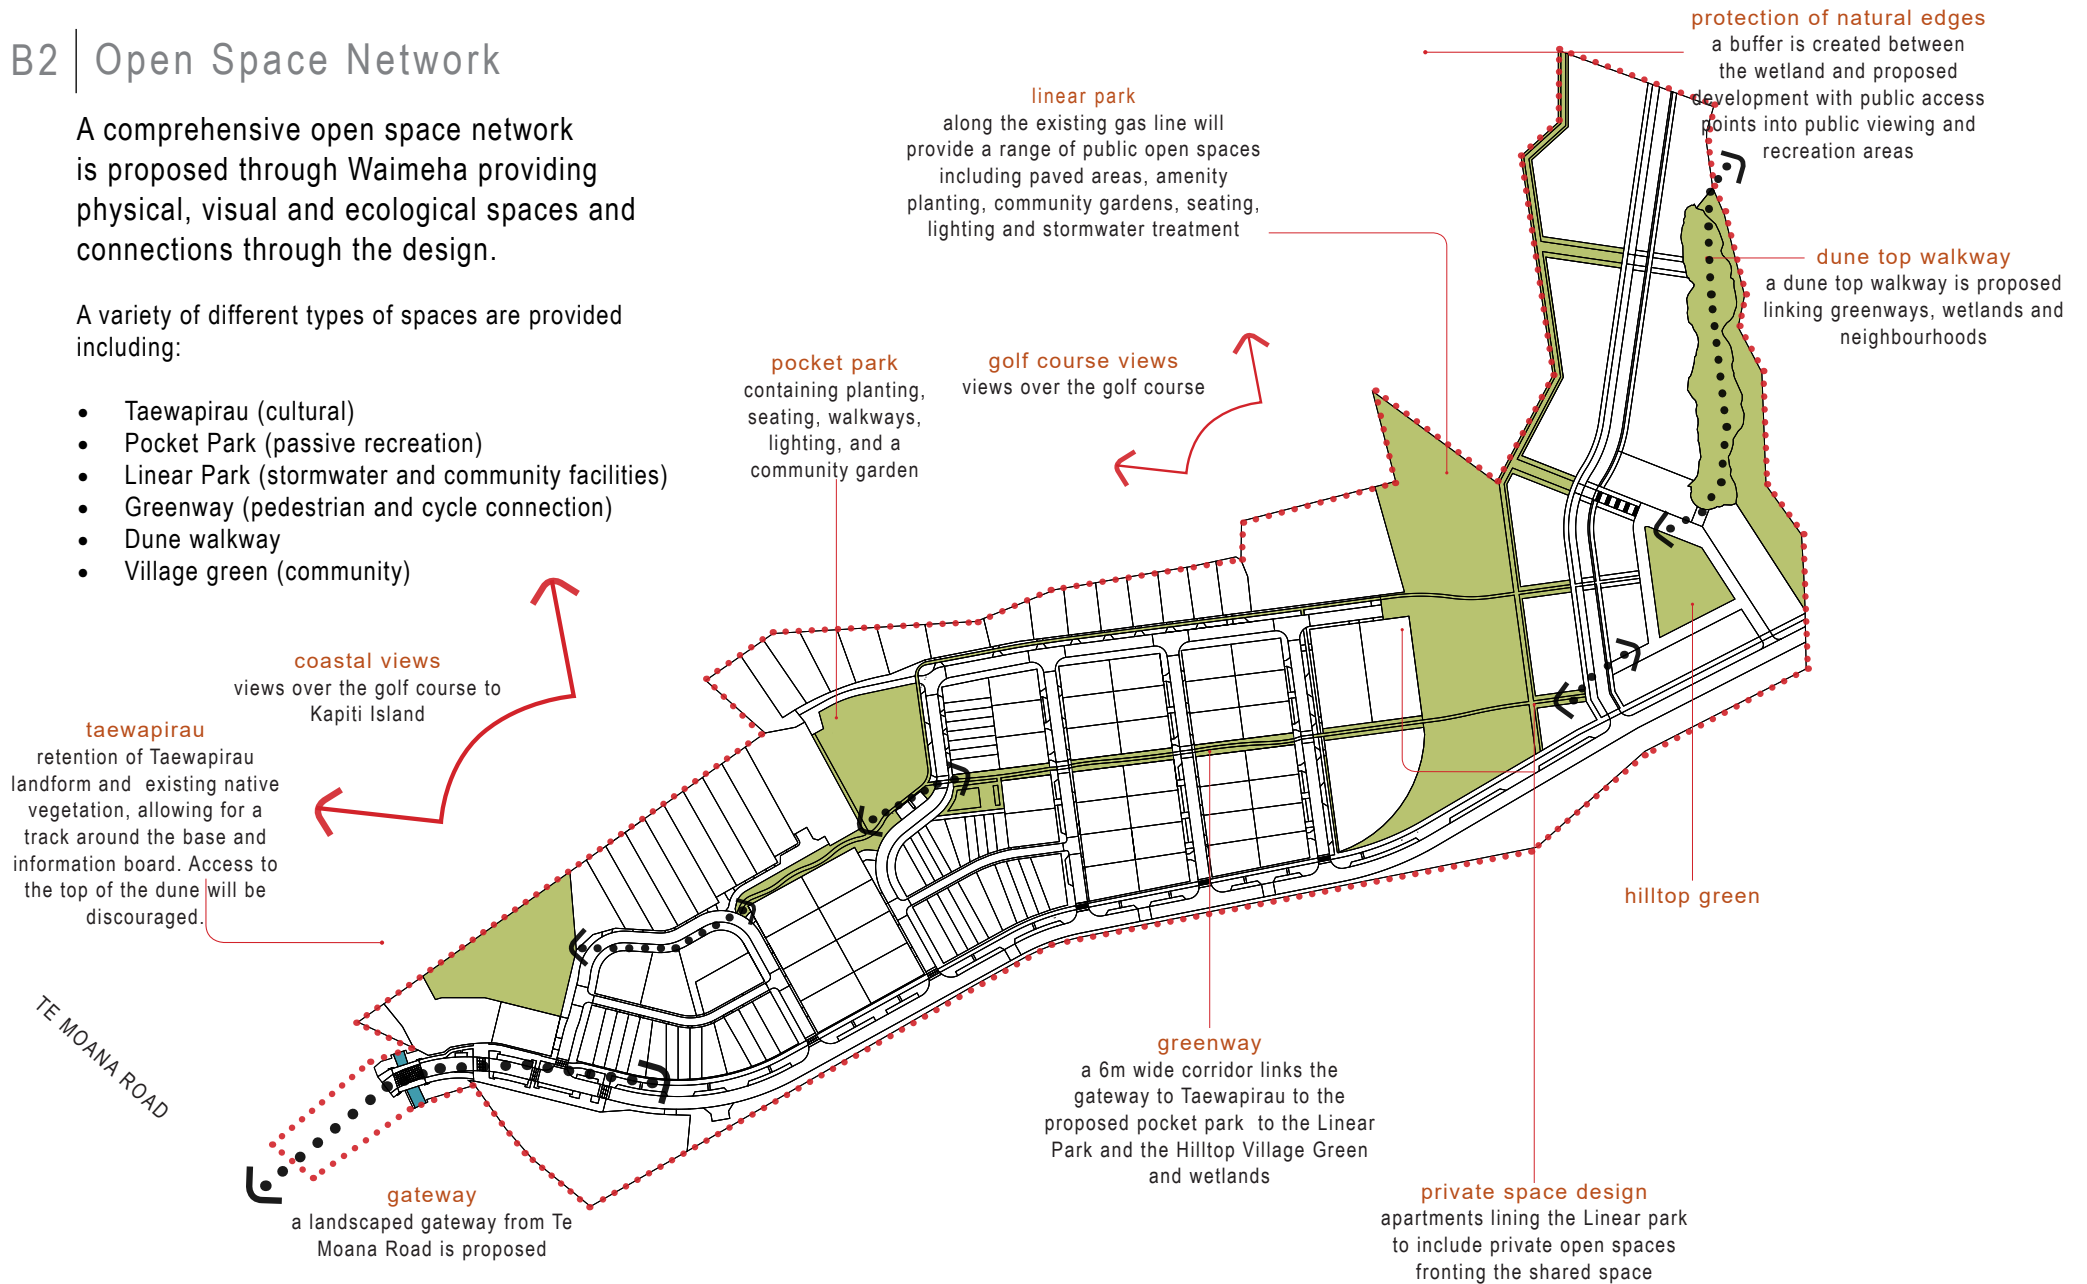 B2 | Open Space Network
A comprehensive open space network
is proposed through Waimeha providing
physical, visual and ecological spaces and
connections through the design.
A variety of different types of spaces are provided
including:
• Taewapirau (cultural)
• Pocket Park (passive recreation)
• Linear Park (stormwater and community facilities)
• Greenway (pedestrian and cycle connection)
• Dune walkway
• Village green (community)
protection of natural edges
a buffer is created between
the wetland and proposed
development with public access
points into public viewing and
recreation areas
linear park
along the existing gas line will
provide a range of public open spaces
including paved areas, amenity
planting, community gardens, seating,
lighting and stormwater treatment
dune top walkway
a dune top walkway is proposed
linking greenways, wetlands and
neighbourhoods
pocket park
containing planting,
seating, walkways,
lighting, and a
community garden
golf course views
views over the golf course
coastal views
views over the golf course to
Kapiti Island
taewapirau
retention of Taewapirau
landform and existing native
vegetation, allowing for a
track around the base and
information board. Access to
the top of the dune will be
discouraged.
hilltop green
TE MOANA ROAD
greenway
a 6m wide corridor links the
gateway to Taewapirau to the
proposed pocket park to the Linear
Park and the Hilltop Village Green
and wetlands
gateway
a landscaped gateway from Te
Moana Road is proposed
private space design
apartments lining the Linear park
to include private open spaces
fronting the shared space